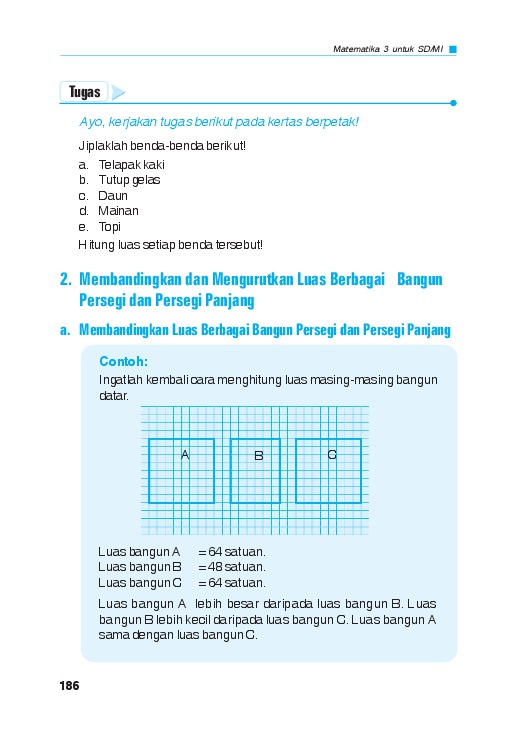 Matematika 3 untuk SD/MI
Tugas
Ayo, kerjakan tugas berikut pada kertas berpetak!
Jiplaklah benda-benda berikut!
a. Telapak kaki
b. Tutup gelas
c. Daun
d. Mainan
e. Topi
Hitung luas setiap benda tersebut!
2. Membandingkan dan Mengurutkan Luas Berbagai Bangun
Persegi dan Persegi Panjang
a. Membandingkan Luas Berbagai Bangun Persegi dan Persegi Panjang
Contoh:
Ingatlah kembali cara menghitung luas masing-masing bangun
datar.
A B C
Luas bangun A = 64 satuan.
Luas bangun B = 48 satuan.
Luas bangun C = 64 satuan.
Luas bangun A lebih besar daripada luas bangun B. Luas
bangun B lebih kecil daripada luas bangun C. Luas bangun A
sama dengan luas bangun C.
186